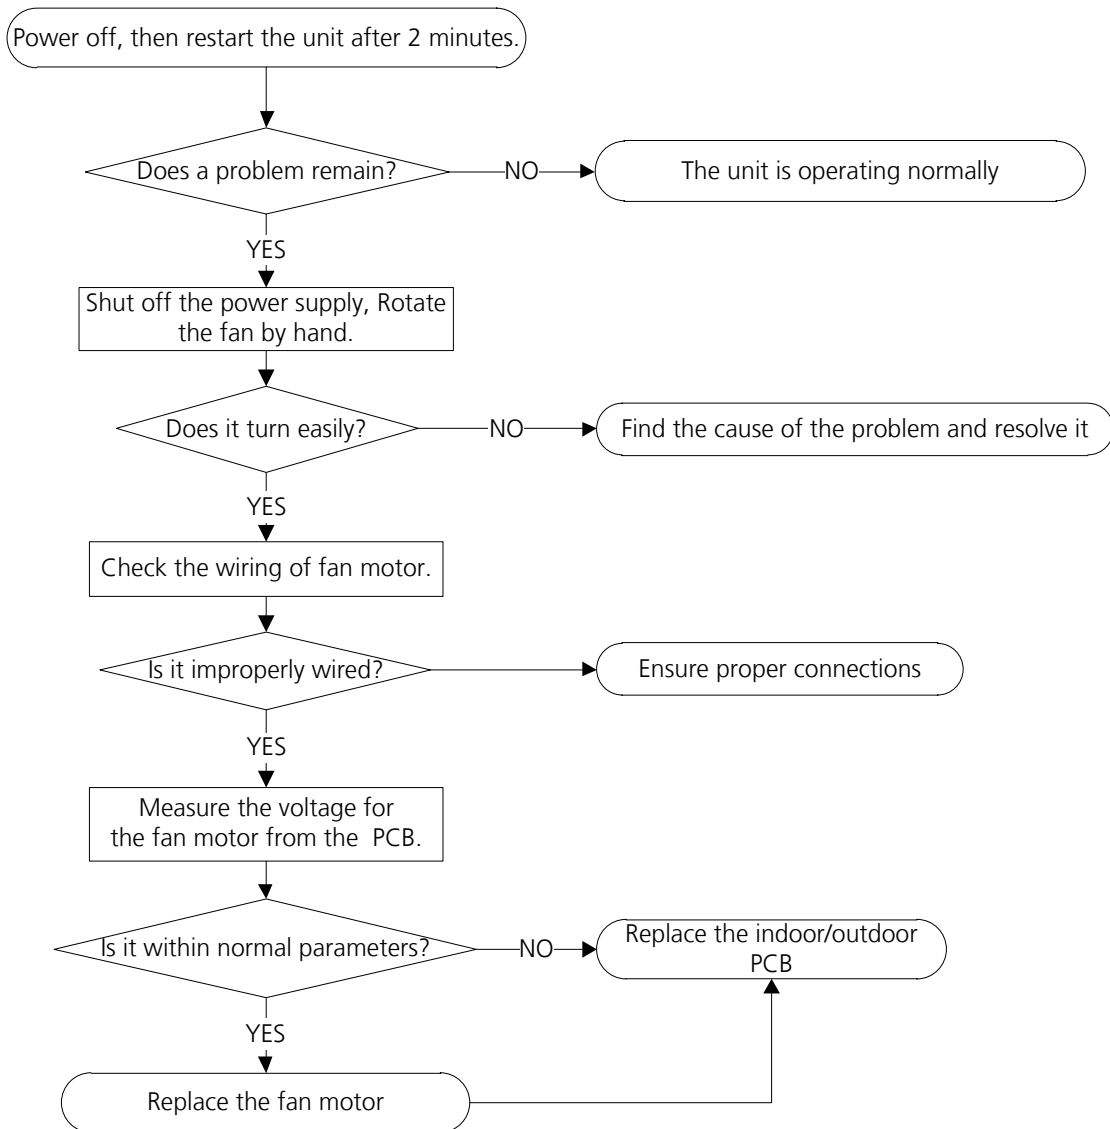 Power off, then restart the unit after 2 minutes.
Does a problem remain?
NO
The unit is operating normally
YES
Shut off the power supply, Rotate
the fan by hand.
Does it turn easily?
NO
Find the cause of the problem and resolve it
YES
Check the wiring of fan motor.
Is it improperly wired?
Ensure proper connections
YES
Measure the voltage for
the fan motor from the PCB.
Is it within normal parameters?
NO
Replace the indoor/outdoor
PCB
YES
Replace the fan motor